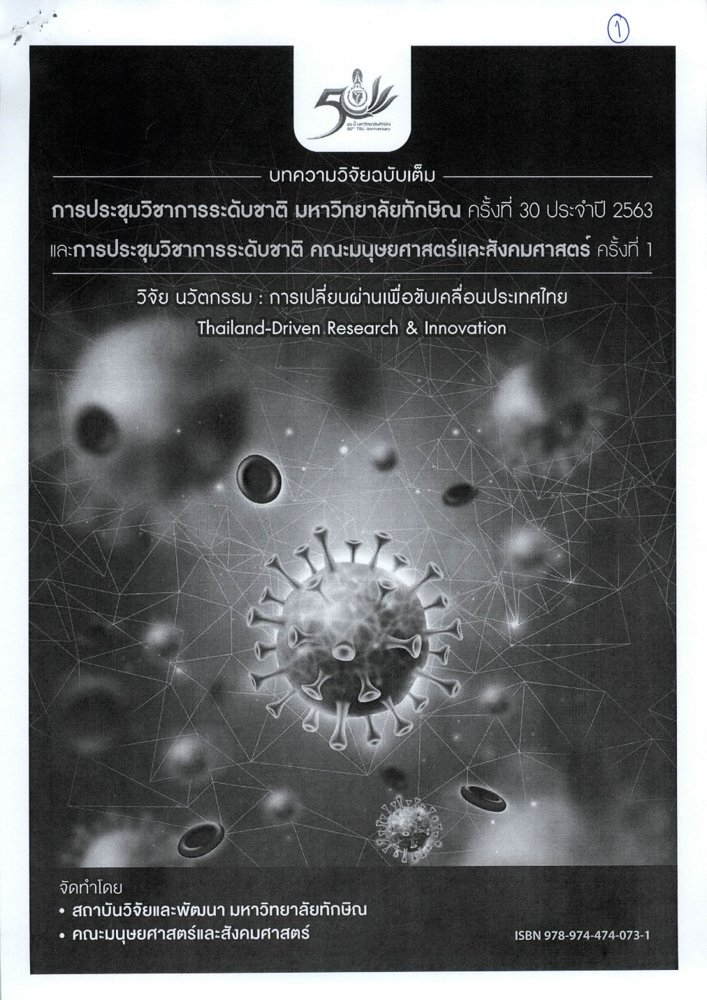 1
50
๕๐ ปี มหาวิทยาลัยทักษิณ
50th TSU Anniversary
บทความวิจัยฉบับเต็ม
การประชุมวิชาการระดับชาติ มหาวิทยาลัยทักษิณ ครั้งที่ 30 ประจำปี 2563
และการประชุมวิชาการระดับชาติ คณะมนุษยศาสตร์และสังคมศาสตร์ ครั้งที่ 1
วิจัย นวัตกรรม : การเปลี่ยนผ่านเพื่อขับเคลื่อนประเทศไทย
Thailand-Driven Research & Innovation
จัดทำโดย
• สถาบันวิจัยและพัฒนา มหาวิทยาลัยทักษิณ
• คณะมนุษยศาสตร์และสังคมศาสตร์
ISBN 978-974-474-073-1